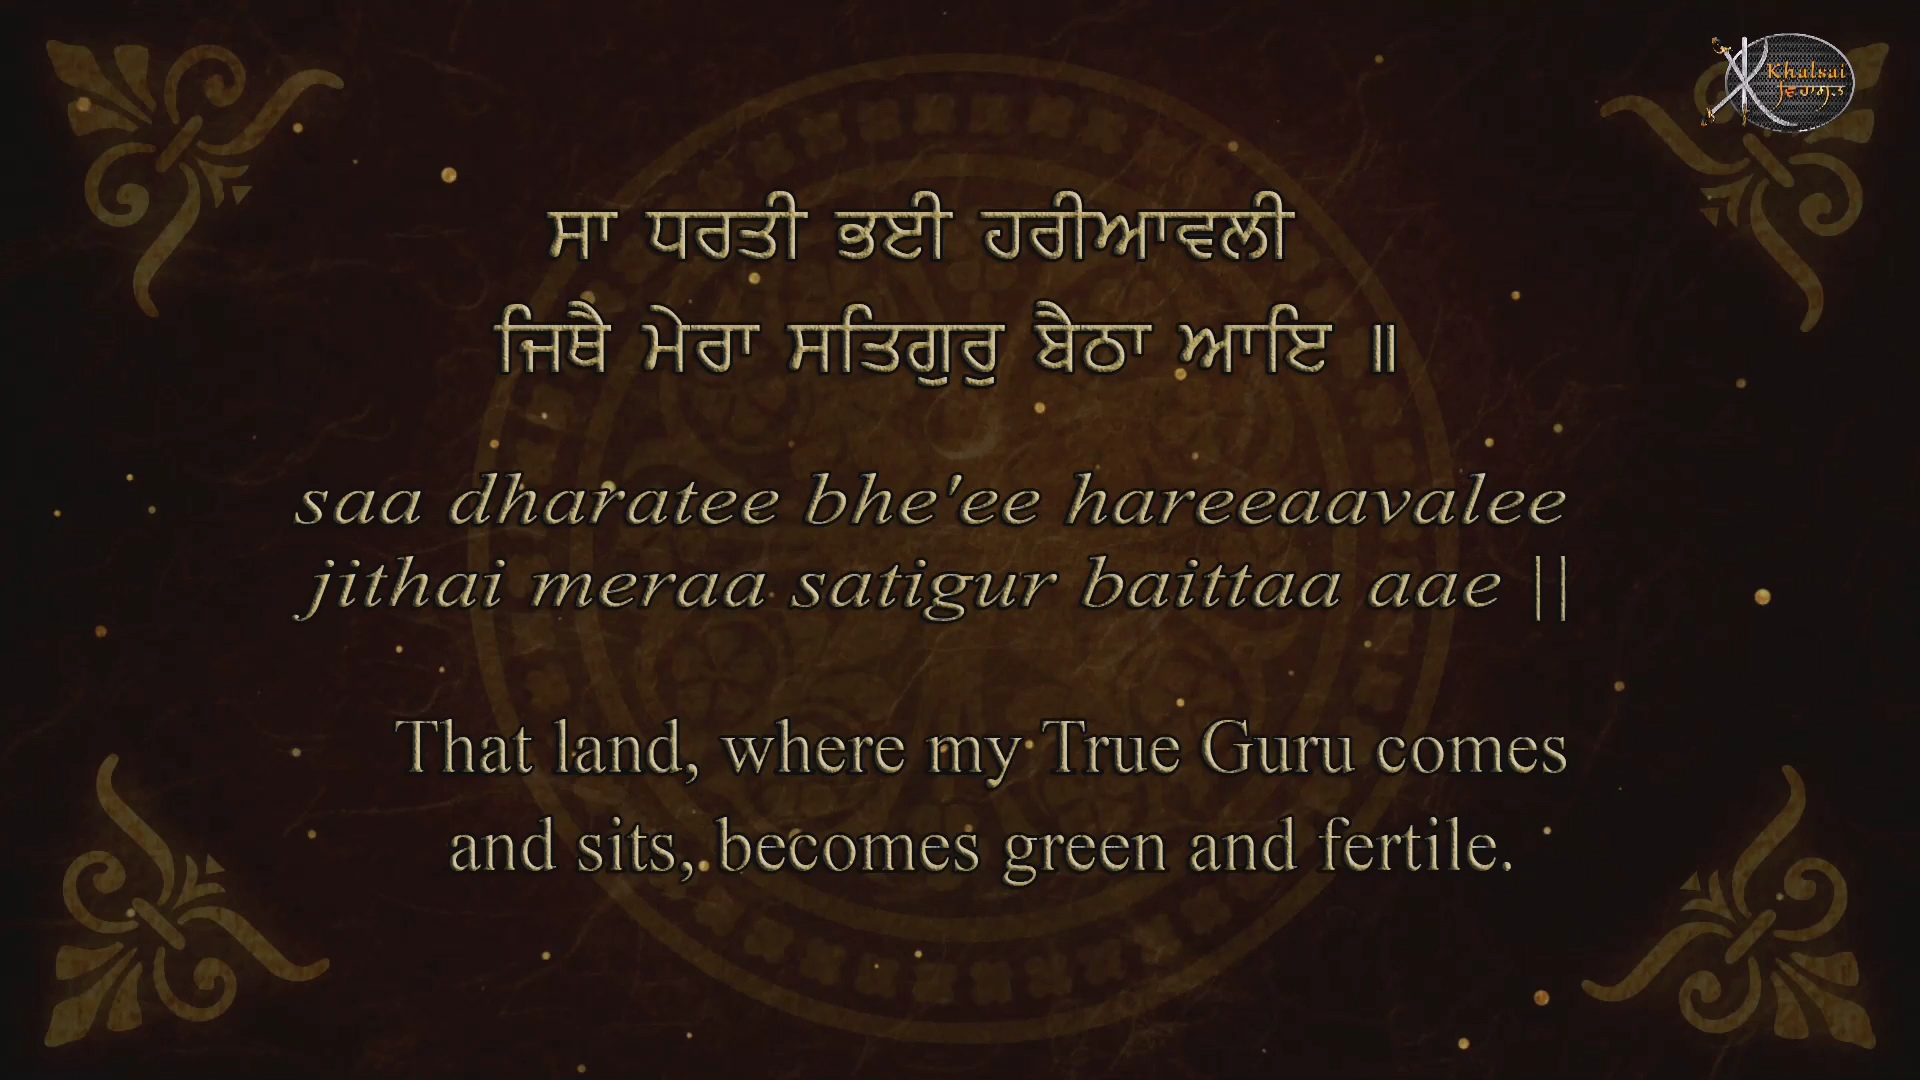 Khalsai
ਵਿਰਾਸਤ
ਸਾ ਧਰਤੀ ਭਈ ਹਰੀਆਵਲੀ
ਜਿਥੈ ਮੇਰਾ ਸਤਿਗੁਰੁ ਬੈਠਾ ਆਇ ॥
saa dharatee bhe'ee hareeaavalee
jithai meraa satigur baittaa aae ||
That land, where my True Guru comes
and sits, becomes green and fertile.